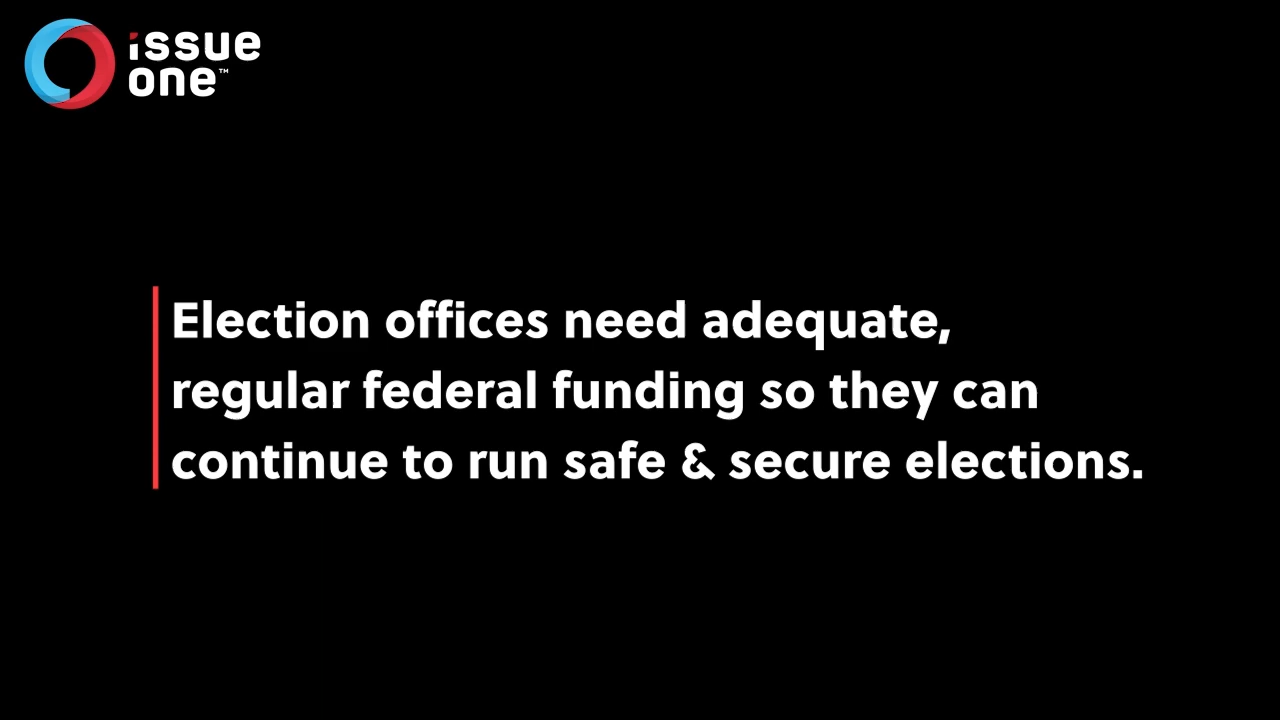 issue
one™
Election offices need adequate,
regular federal funding so they can
continue to run safe & secure elections.